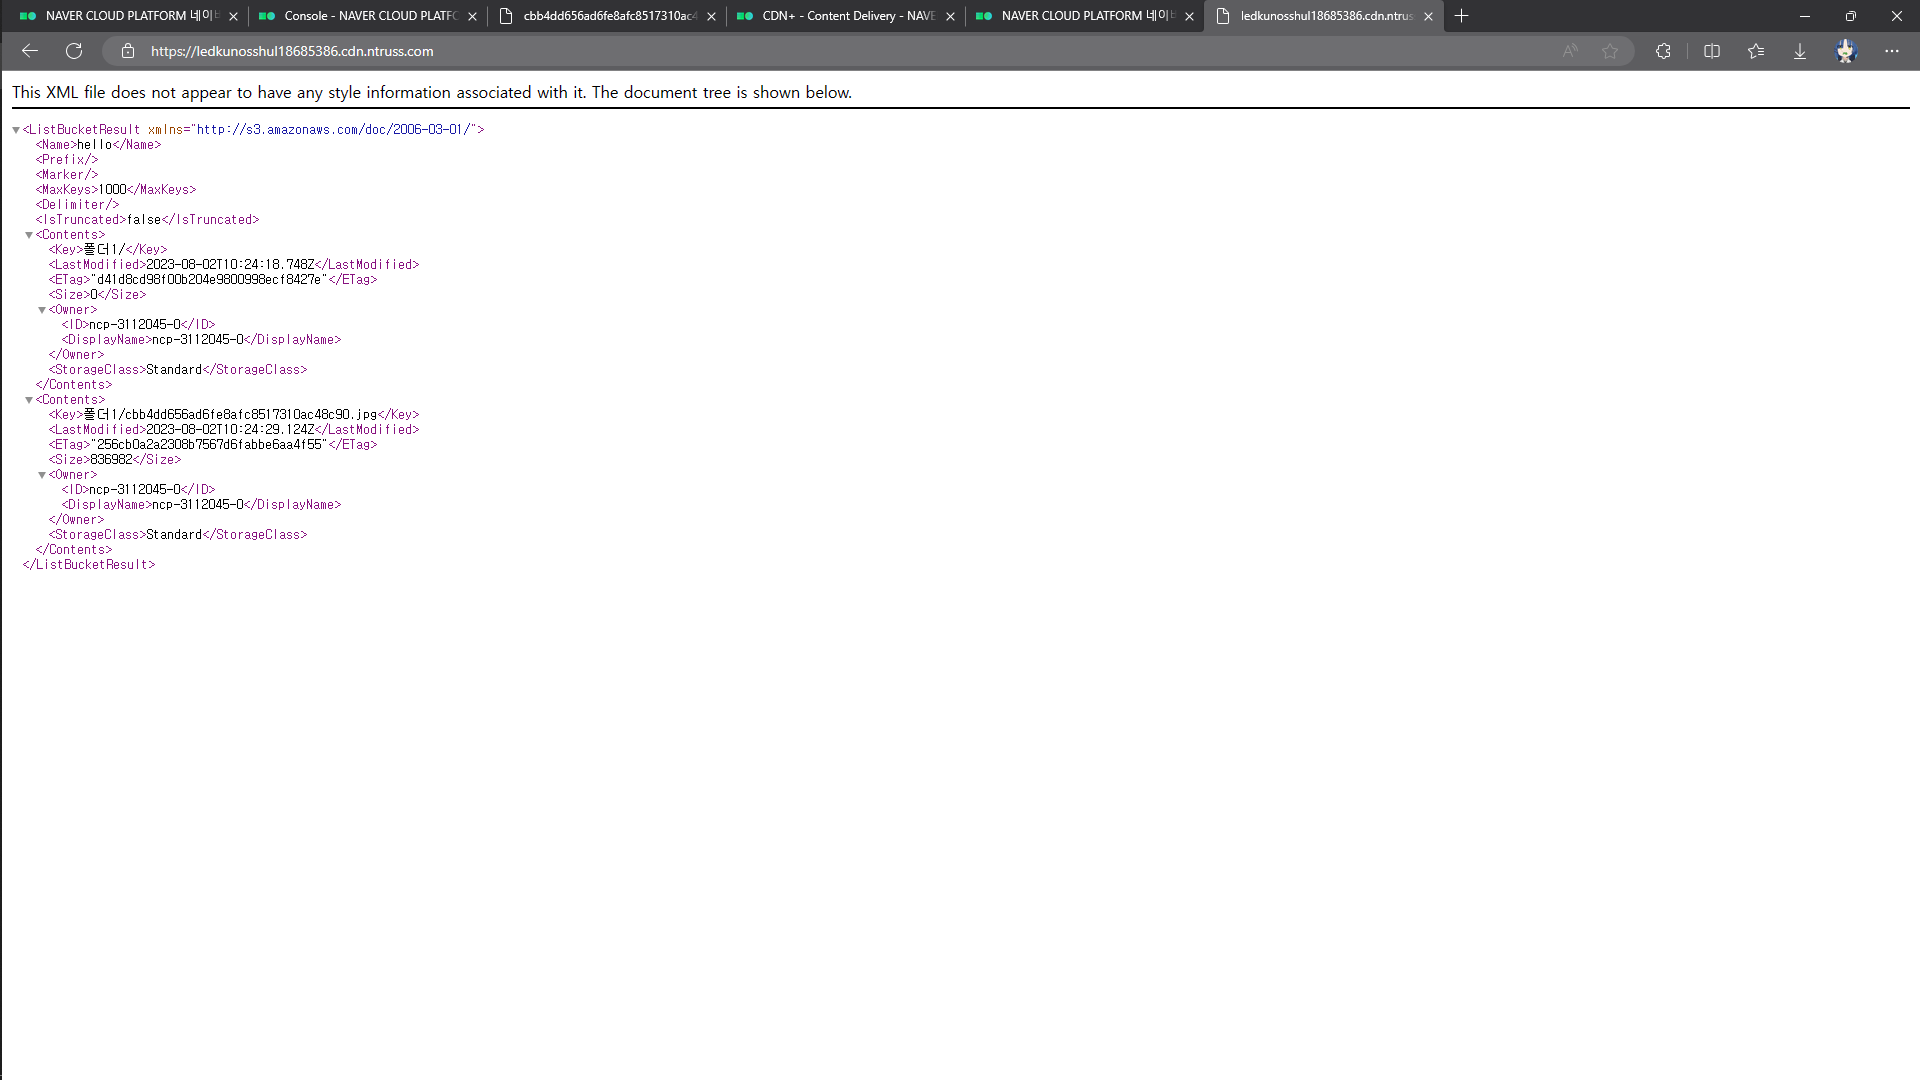 NAVER CLOUD PLATFORM 네이
Console - NAVER CLOUD PLATFC
cbb4dd656ad6fe8afc8517310ac4
CDN+ - Content Delivery - NAVE
NAVER CLOUD PLATFORM 네이
ledkunosshul18685386.cdn.ntrus
https://ledkunosshul18685386.cdn.ntruss.com
This XML file does not appear to have any style information associated with it. The document tree is shown below.
<ListBucketResult xmlns="http://s3.amazonaws.com/doc/2006-03-01/">
<Name>hello</Name>
<Prefix/>
<Marker/>
<MaxKeys>1000</MaxKeys>
<Delimiter/>
<IsTruncated>false</IsTruncated>
<Contents>
<Key>폴더1/</Key>
<LastModified>2023-08-02T10:24:18.748Z</LastModified>
<ETag>"d41d8cd98f00b204e9800998ecf8427e"</ETag>
<Size>0</Size>
<Owner>
<ID>ncp-3112045-0</ID>
<DisplayName>ncp-3112045-0</DisplayName>
</Owner>
<StorageClass>Standard</StorageClass>
</Contents>
<Contents>
<Key>폴더1/cbb4dd656ad6fe8afc8517310ac48c90.jpg</Key>
<LastModified>2023-08-02T10:24:29.124Z</LastModified>
<ETag>"256cb0a2a2308b7567d6fabbe6aa4f55"</ETag>
<Size>836982</Size>
<Owner>
<ID>ncp-3112045-0</ID>
<DisplayName>ncp-3112045-0</DisplayName>
</Owner>
<StorageClass>Standard</StorageClass>
</Contents>
</ListBucketResult>